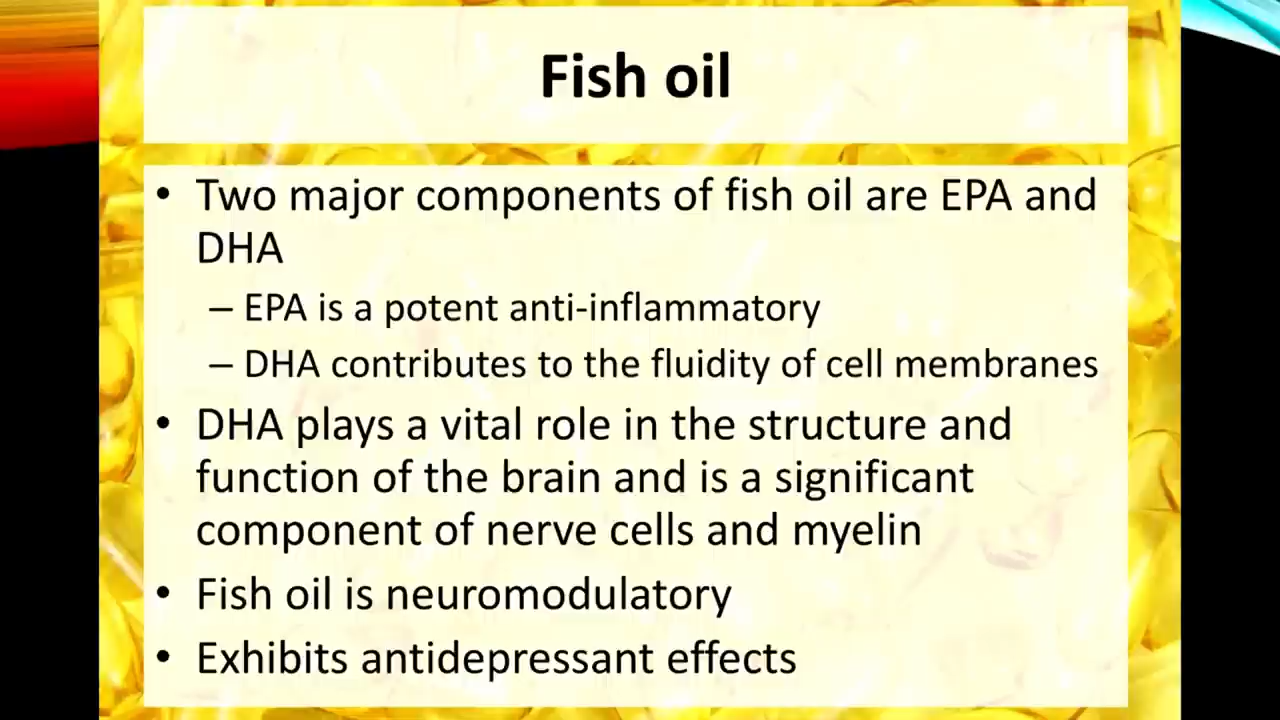 Fish oil
• Two major components of fish oil are EPA and
DHA
– EPA is a potent anti-inflammatory
– DHA contributes to the fluidity of cell membranes
• DHA plays a vital role in the structure and
function of the brain and is a significant
component of nerve cells and myelin
• Fish oil is neuromodulatory
• Exhibits antidepressant effects